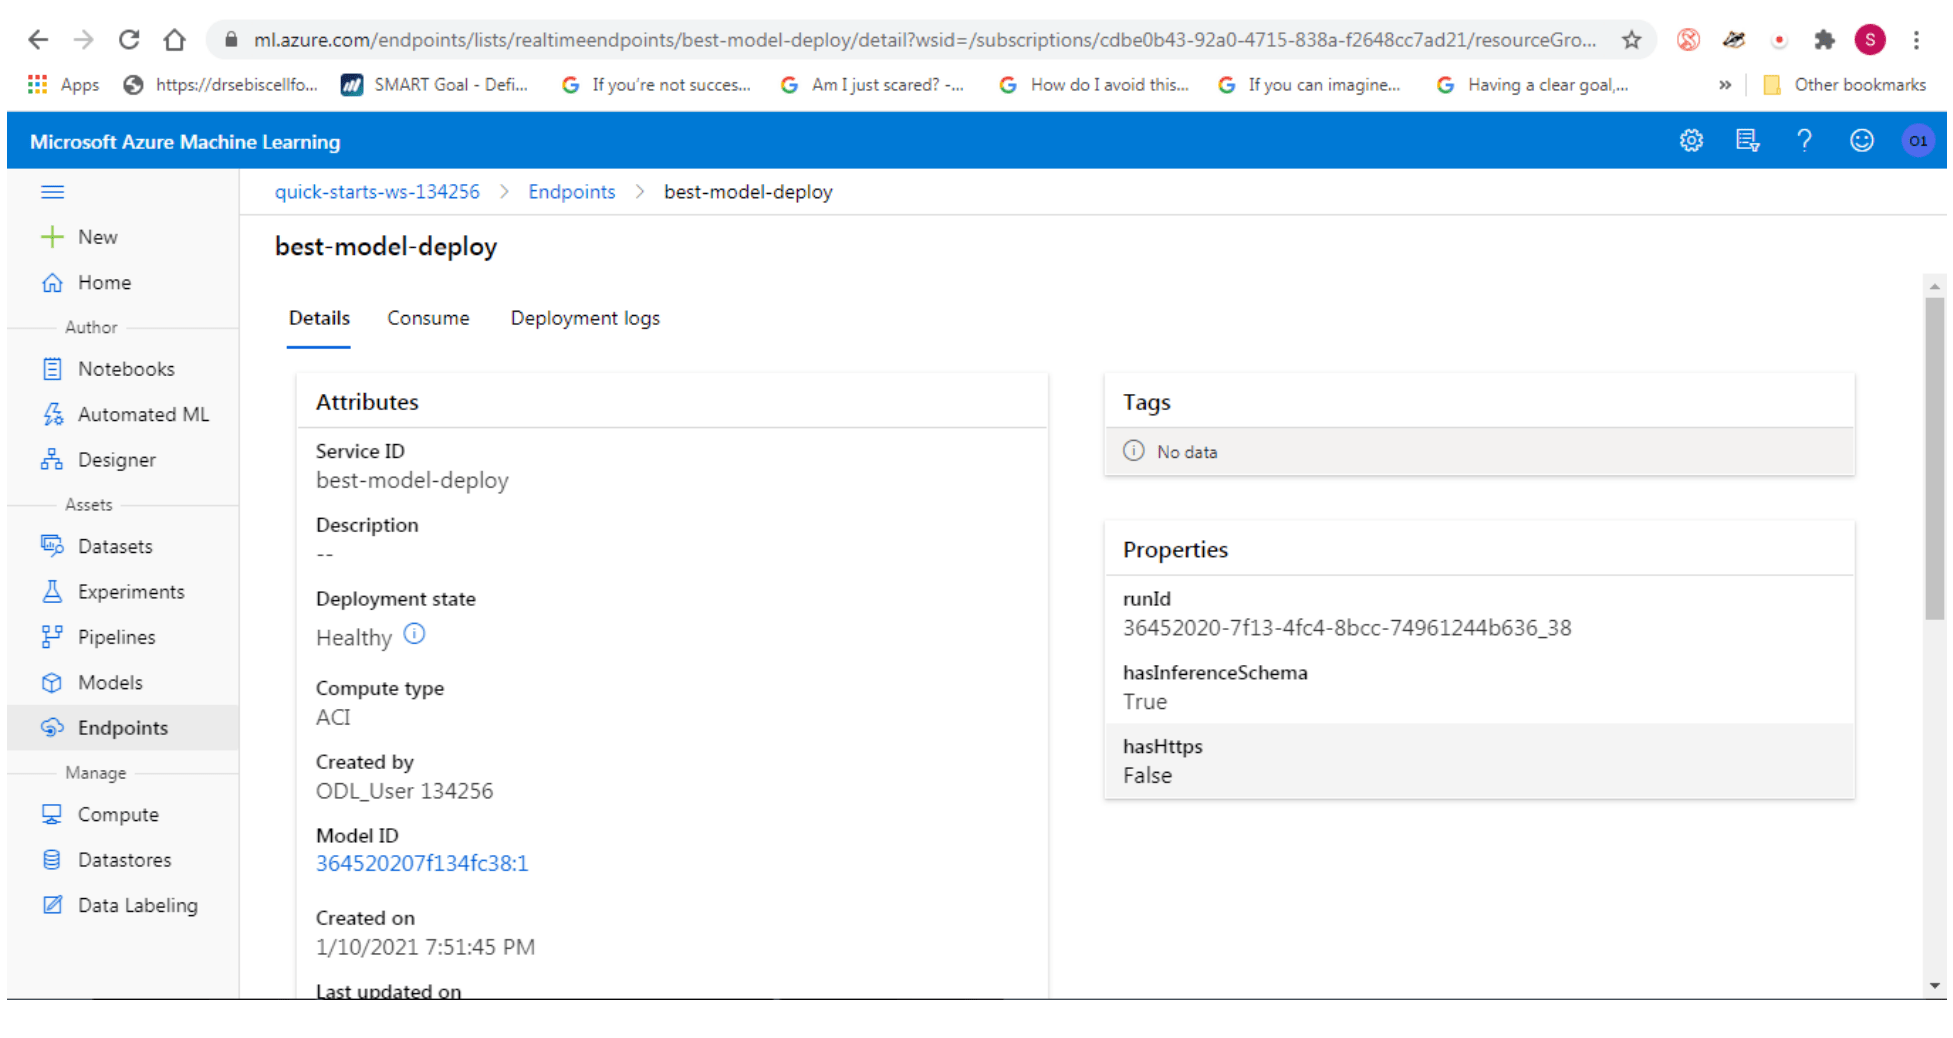 ml.azure.com/endpoints/lists/realtimeendpoints/best-model-deploy/detail?wsid=/subscriptions/cdbe0b43-92a0-4715-838a-f2648cc7ad21/resourceGro... S
Apps https://drsebiscellfo... SMART Goal - Defi... If you're not succes... Am I just scared? -... How do I avoid this... If you can imagine... Having a clear goal,... » Other bookmarks
Microsoft Azure Machine Learning ? O1
quick-starts-ws-134256 > Endpoints > best-model-deploy
New
Home
Author
Notebooks
Automated ML
Designer
Assets
Datasets
Experiments
Pipelines
Models
Endpoints
Manage
Compute
Datastores
Data Labeling
best-model-deploy
Details Consume Deployment logs
Attributes
Service ID
best-model-deploy
Description
--
Deployment state
Healthy
Compute type
ACI
Created by
ODL_User 134256
Model ID
364520207f134fc38:1
Created on
1/10/2021 7:51:45 PM
Last updated on
Tags
No data
Properties
runId
36452020-7f13-4fc4-8bcc-74961244b636_38
hasInferenceSchema
True
hasHttps
False